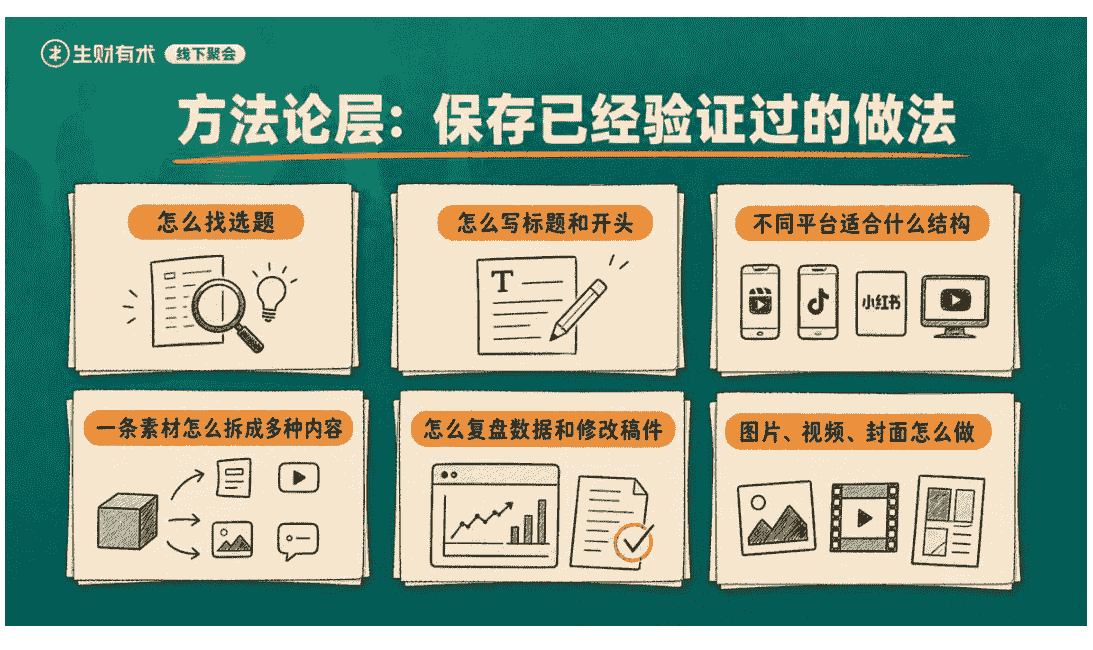 生财有术 线下聚会
方法论层：保存已经验证过的做法
怎么找选题
怎么写标题和开头
不同平台适合什么结构
T
小红书
一条素材怎么拆成多种内容
怎么复盘数据和修改稿件
图片、视频、封面怎么做